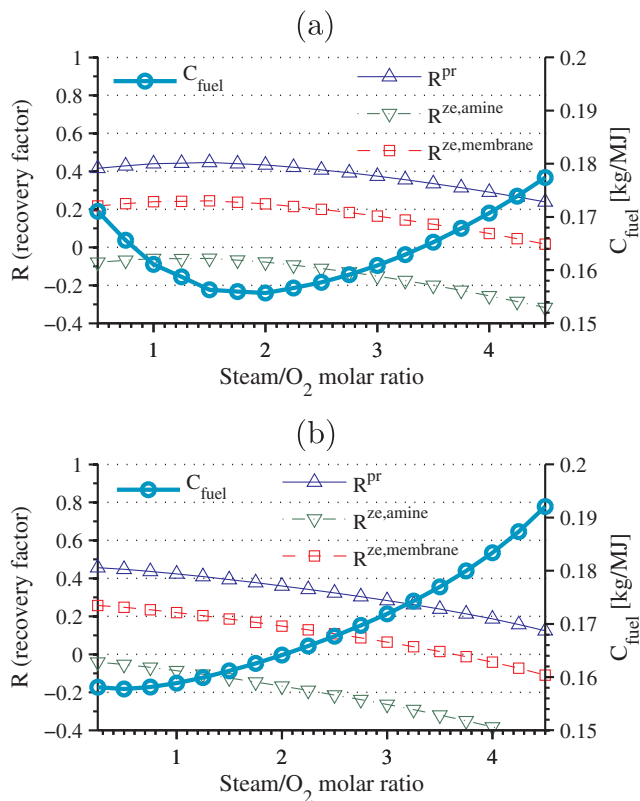 (a)
C_fuel
R^pr
R^ze,amine
R^ze,membrane
1
0.8
0.6
0.4
0.2
0
−0.2
−0.4
R (recovery factor)
0.2
0.19
0.18
0.17
0.16
0.15
C_fuel [kg/MJ]
1 2 3 4
Steam/O_2 molar ratio
(b)
C_fuel
R^pr
R^ze,amine
R^ze,membrane
1
0.8
0.6
0.4
0.2
0
−0.2
−0.4
R (recovery factor)
0.2
0.19
0.18
0.17
0.16
0.15
C_fuel [kg/MJ]
1 2 3 4
Steam/O_2 molar ratio